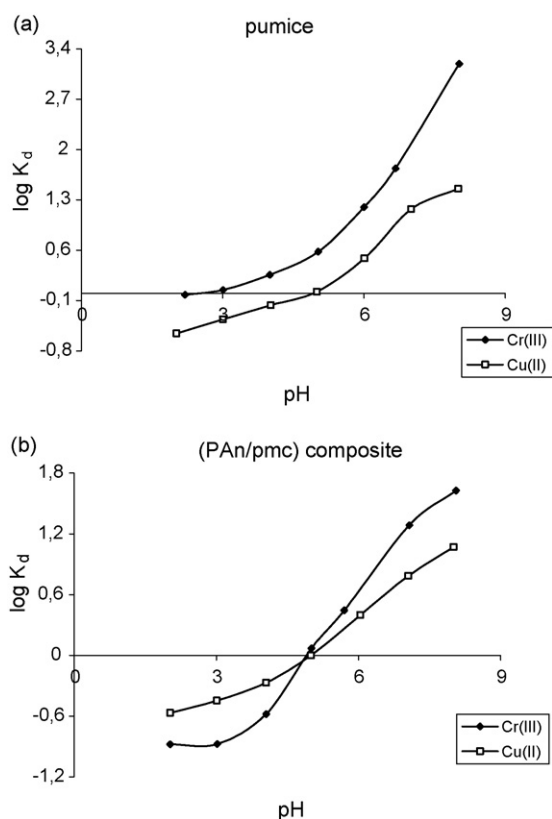 (a)
pumice
3,4
2,7
2
1,3
0,6
-0,1
-0,8
log K_d
0
3
6
9
Cr(III)
Cu(II)
pH
(b)
(PAn/pmc) composite
1,8
1,2
0,6
0
-0,6
-1,2
log K_d
0
3
6
9
Cr(III)
Cu(II)
pH